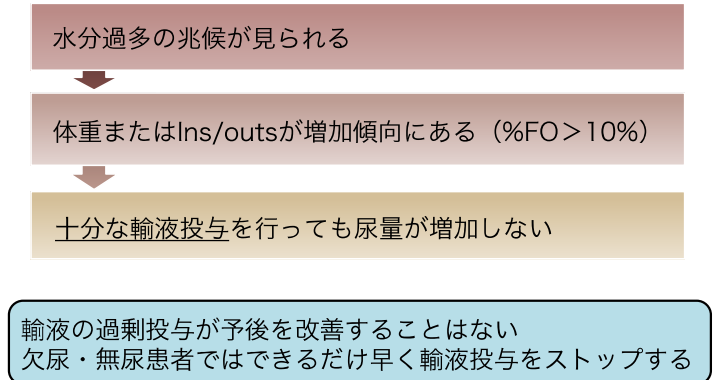 水分過多の兆候が見られる
体重またはIns/outsが増加傾向にある（%FO＞10%）
十分な輸液投与を行っても尿量が増加しない
輸液の過剰投与が予後を改善することはない
欠尿・無尿患者ではできるだけ早く輸液投与をストップする